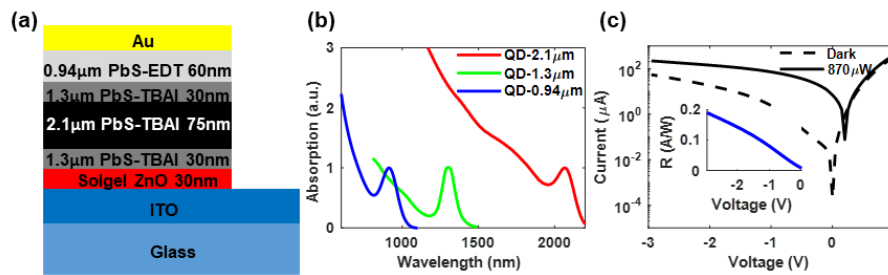 (a)
Au
0.94μm PbS-EDT 60nm
1.3μm PbS-TBAI 30nm
2.1μm PbS-TBAI 75nm
1.3μm PbS-TBAI 30nm
Solgel ZnO 30nm
ITO
Glass
(b)
3
2
1
0
Absorption (a.u.)
QD-2.1μm
QD-1.3μm
QD-0.94μm
1000
1500
2000
Wavelength (nm)
(c)
10²
10⁰
10⁻²
10⁻⁴
Current (μA)
Dark
870μW
0.2
0.1
0
R (A/W)
-2
-1
0
Voltage (V)
-3
-2
-1
0
Voltage (V)